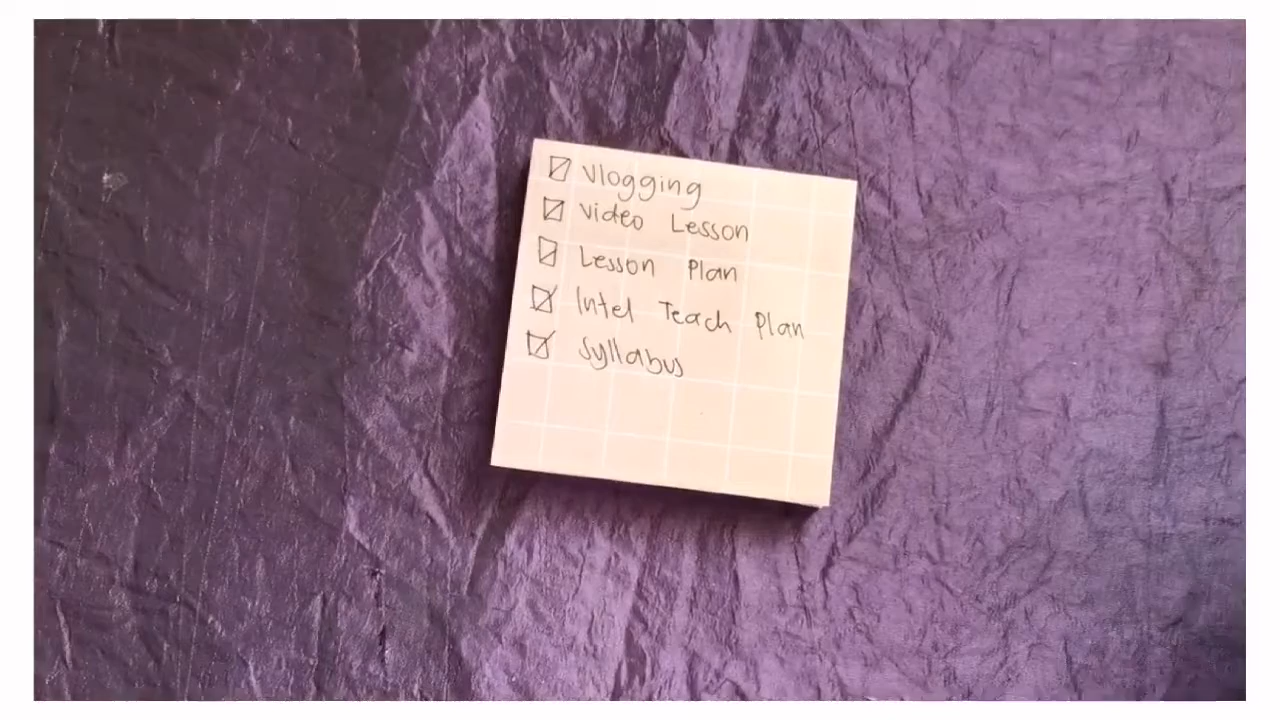 ☑ Vlogging
☑ Video Lesson
☑ Lesson Plan
☑ Intel Teach Plan
☑ Syllabus